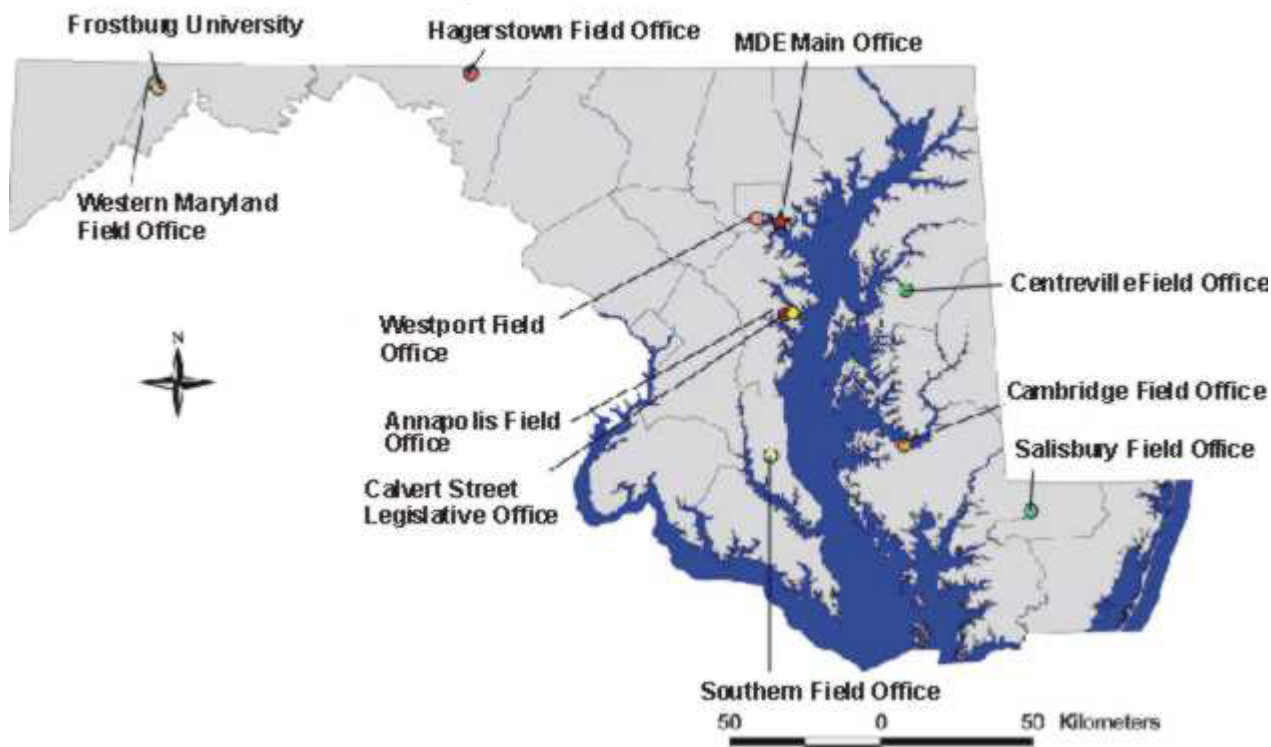 Frostburg University
Hagerstown Field Office
MDE Main Office
Western Maryland
Field Office
Westport Field
Office
Centreville Field Office
N
Annapolis Field
Office
Cambridge Field Office
Salisbury Field Office
Calvert Street
Legislative Office
Southern Field Office
50 0 50 Kilometers